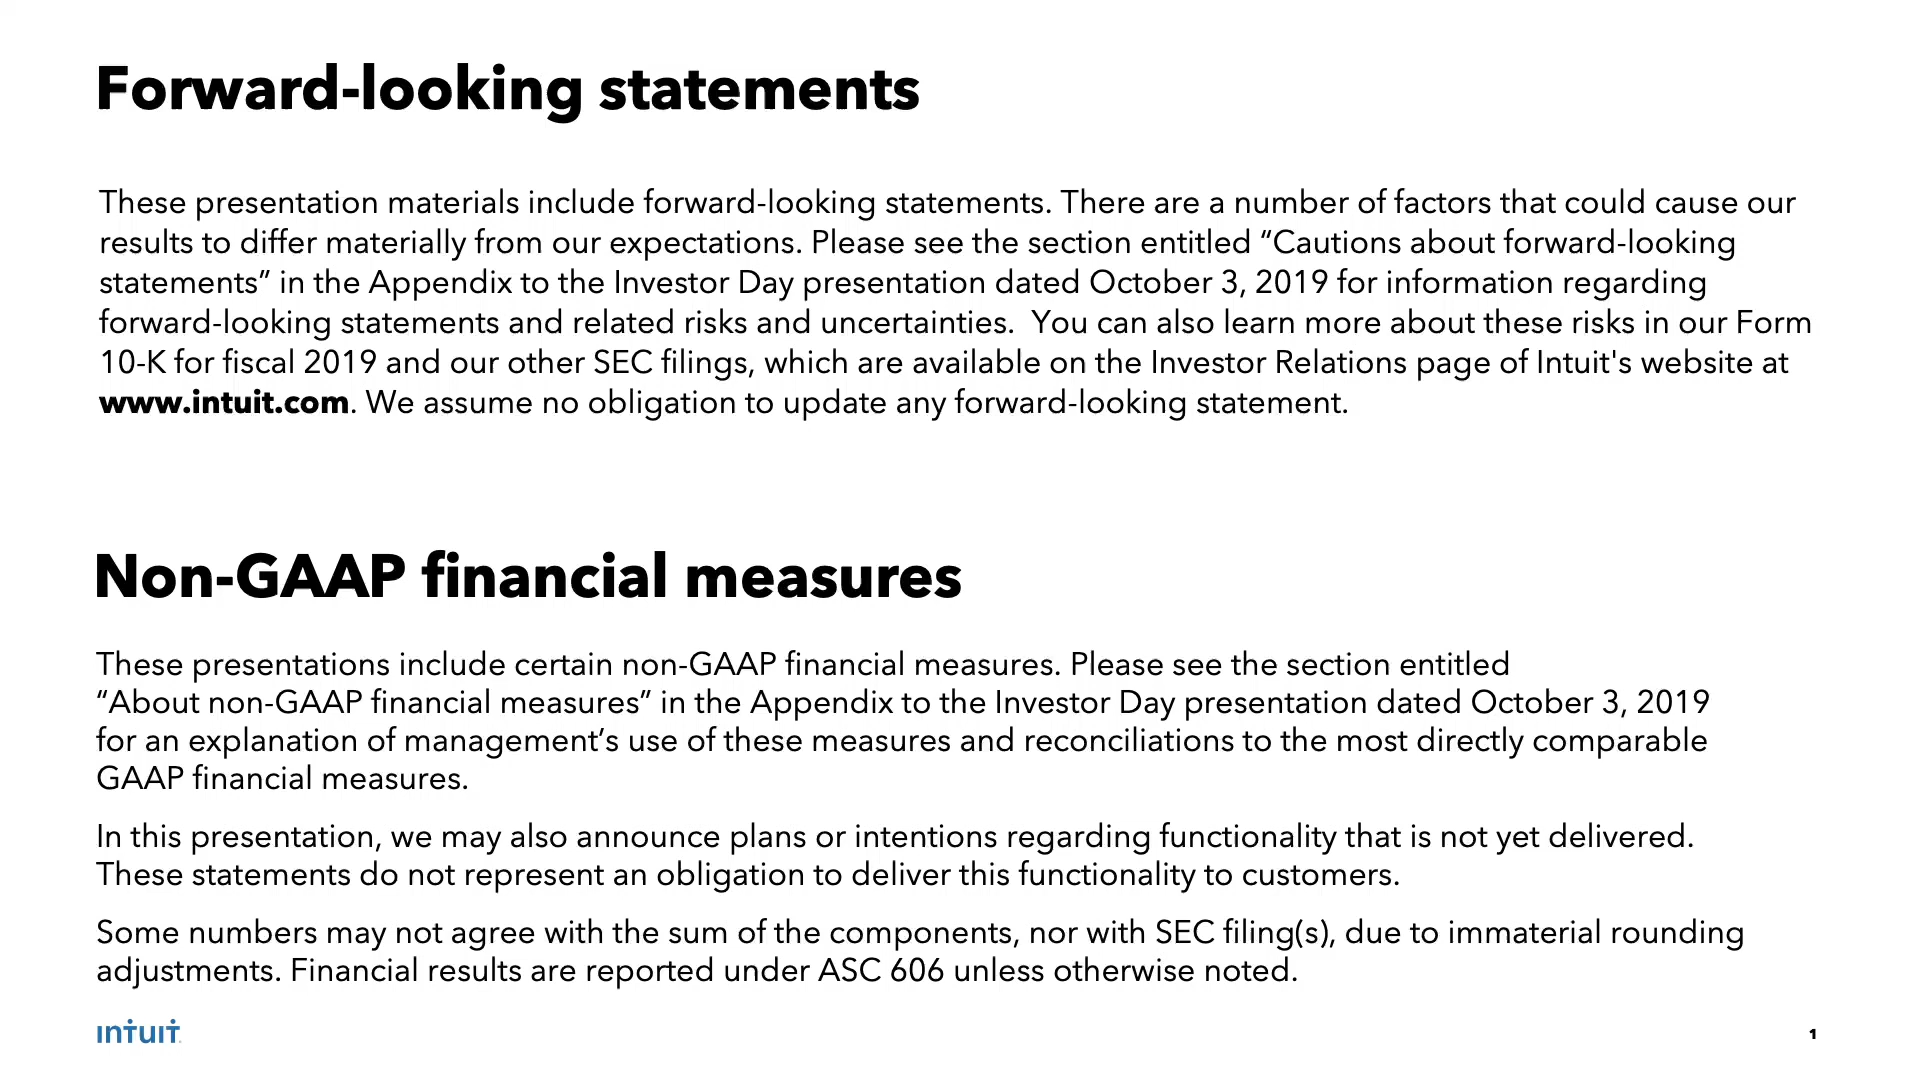 Forward-looking statements
These presentation materials include forward-looking statements. There are a number of factors that could cause our
results to differ materially from our expectations. Please see the section entitled “Cautions about forward-looking
statements” in the Appendix to the Investor Day presentation dated October 3, 2019 for information regarding
forward-looking statements and related risks and uncertainties.  You can also learn more about these risks in our Form
10-K for fiscal 2019 and our other SEC filings, which are available on the Investor Relations page of Intuit's website at
www.intuit.com. We assume no obligation to update any forward-looking statement.
Non-GAAP financial measures
These presentations include certain non-GAAP financial measures. Please see the section entitled
“About non-GAAP financial measures” in the Appendix to the Investor Day presentation dated October 3, 2019
for an explanation of management’s use of these measures and reconciliations to the most directly comparable
GAAP financial measures.
In this presentation, we may also announce plans or intentions regarding functionality that is not yet delivered.
These statements do not represent an obligation to deliver this functionality to customers.
Some numbers may not agree with the sum of the components, nor with SEC filing(s), due to immaterial rounding
adjustments. Financial results are reported under ASC 606 unless otherwise noted.
intuit
1